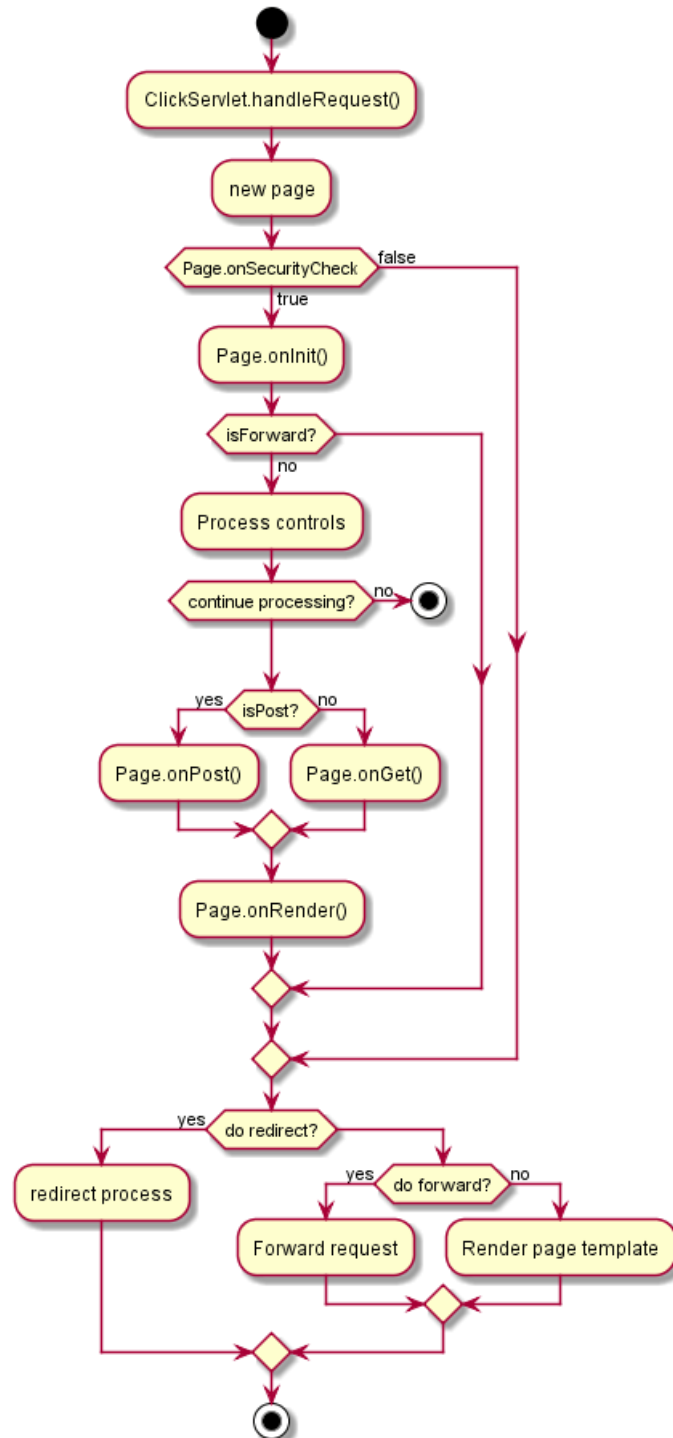 ClickServlet.handleRequest()
new page
Page.onSecurityCheck
false
true
Page.onInit()
isForward?
no
Process controls
continue processing?
no
yes
isPost?
no
Page.onPost()
Page.onGet()
Page.onRender()
yes
do redirect?
redirect process
yes
do forward?
no
Forward request
Render page template